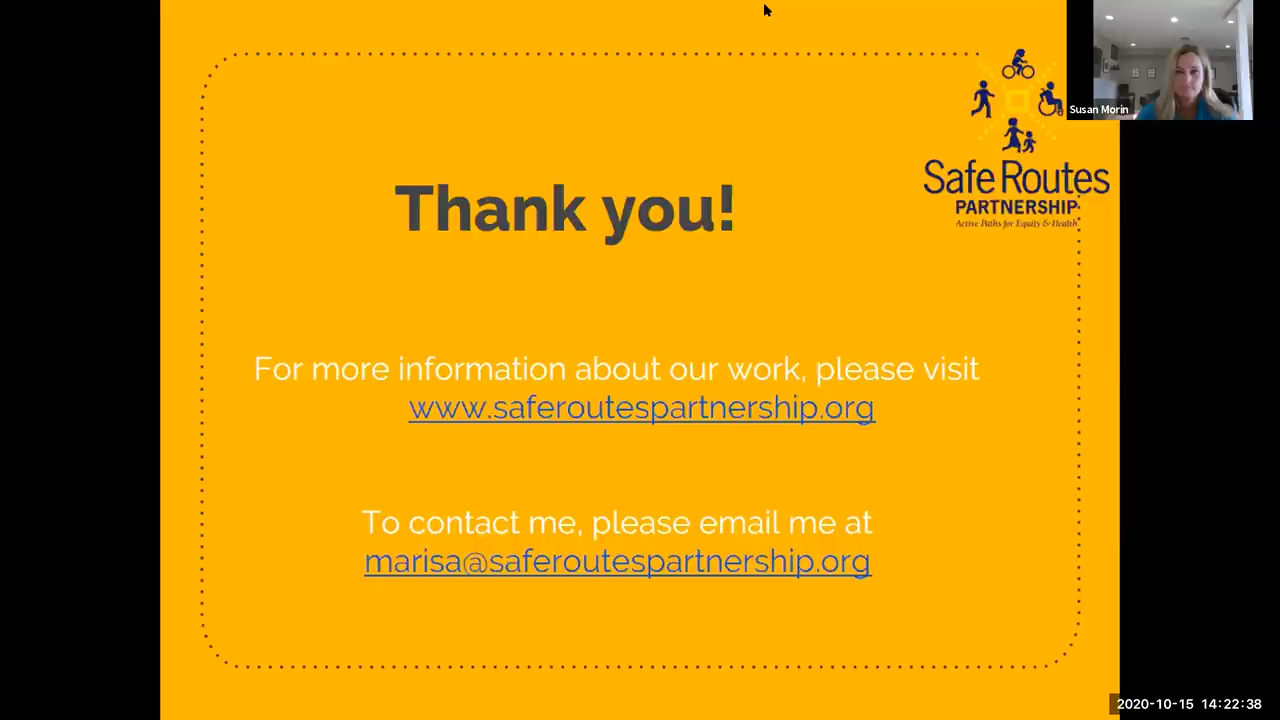 Susan Morin
Safe Routes
PARTNERSHIP
Active Paths for Equity & Health
Thank you!
For more information about our work, please visit
www.saferoutespartnership.org
To contact me, please email me at
marisa@saferoutespartnership.org
2020-10-15 14:22:38